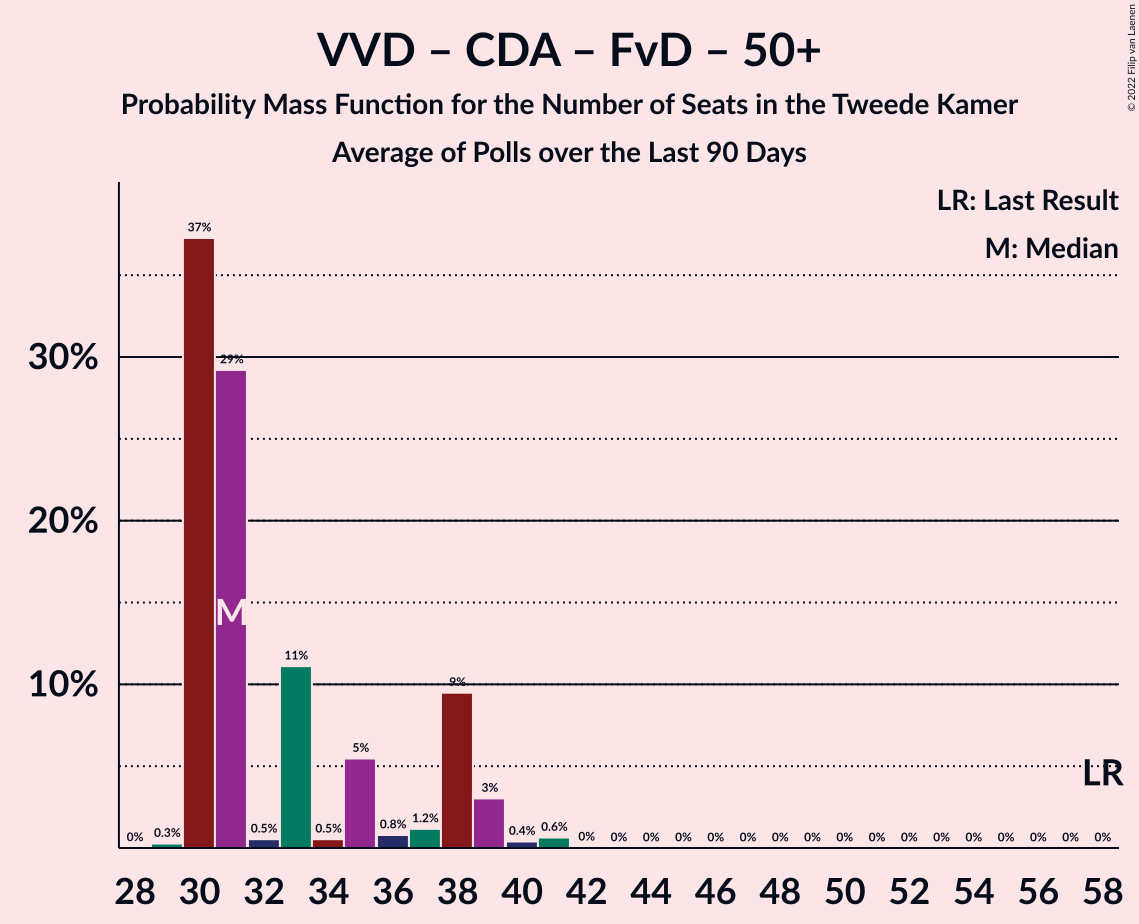 VVD – CDA – FvD – 50+
Probability Mass Function for the Number of Seats in the Tweede Kamer
Average of Polls over the Last 90 Days
© 2022 Filip van Laenen
LR: Last Result
M: Median
37%
30%
29%
20%
M
11%
10%
9%
5%
LR
3%
0% 0.3% 0.5% 0.5% 0.8% 1.2% 0.4% 0.6% 0% 0% 0% 0% 0% 0% 0% 0% 0% 0% 0% 0% 0% 0% 0% 0% 0%
28 30 32 34 36 38 40 42 44 46 48 50 52 54 56 58